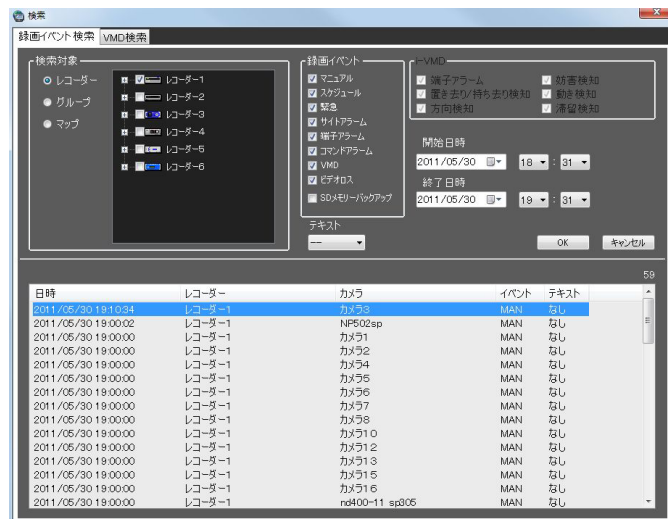 検索
録画イベント検索 VMD検索
検索対象
レコーダー
グループ
マップ
レコーダー1
レコーダー2
レコーダー3
レコーダー4
レコーダー5
レコーダー6
録画イベント
マニュアル
スケジュール
緊急
サイトアラーム
端子アラーム
コマンドアラーム
VMD
ビデオロス
SDメモリーバックアップ
テキスト
--
i-VMD
端子アラーム 妨害検知
置き去り/持ち去り検知 動き検知
方向検知 滞留検知
開始日時
2011/05/30 18 : 31
終了日時
2011/05/30 19 : 31
OK キャンセル
59
日時 レコーダー カメラ イベント テキスト
2011/05/30 19:10:34 レコーダー1 カメラ3 MAN なし
2011/05/30 19:00:02 レコーダー1 NP502sp MAN なし
2011/05/30 19:00:00 レコーダー1 カメラ1 MAN なし
2011/05/30 19:00:00 レコーダー1 カメラ2 MAN なし
2011/05/30 19:00:00 レコーダー1 カメラ4 MAN なし
2011/05/30 19:00:00 レコーダー1 カメラ5 MAN なし
2011/05/30 19:00:00 レコーダー1 カメラ6 MAN なし
2011/05/30 19:00:00 レコーダー1 カメラ7 MAN なし
2011/05/30 19:00:00 レコーダー1 カメラ8 MAN なし
2011/05/30 19:00:00 レコーダー1 カメラ10 MAN なし
2011/05/30 19:00:00 レコーダー1 カメラ12 MAN なし
2011/05/30 19:00:00 レコーダー1 カメラ13 MAN なし
2011/05/30 19:00:00 レコーダー1 カメラ15 MAN なし
2011/05/30 19:00:00 レコーダー1 カメラ16 MAN なし
2011/05/30 19:00:00 レコーダー1 nd400-11 sp305 MAN なし